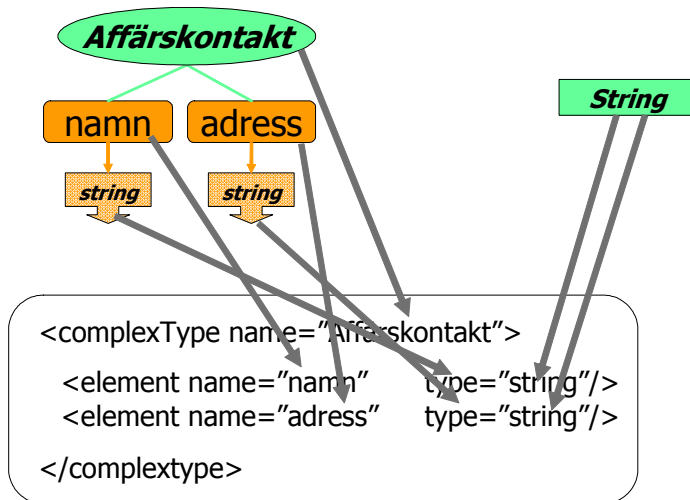 Affärskontakt
String
namn adress
string string
<complexType name=”Affärskontakt”>
<element name=”namn” type=”string”/>
<element name=”adress” type=”string”/>
</complextype>